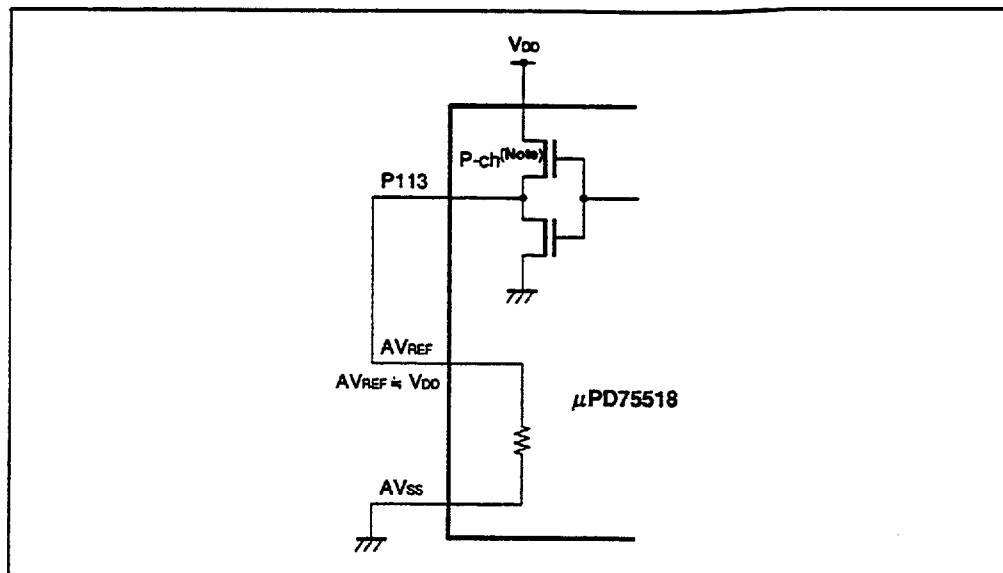 VDD
P-ch(Note)
P113
AVREF
AVREF ≒ VDD
μPD75518
AVSS